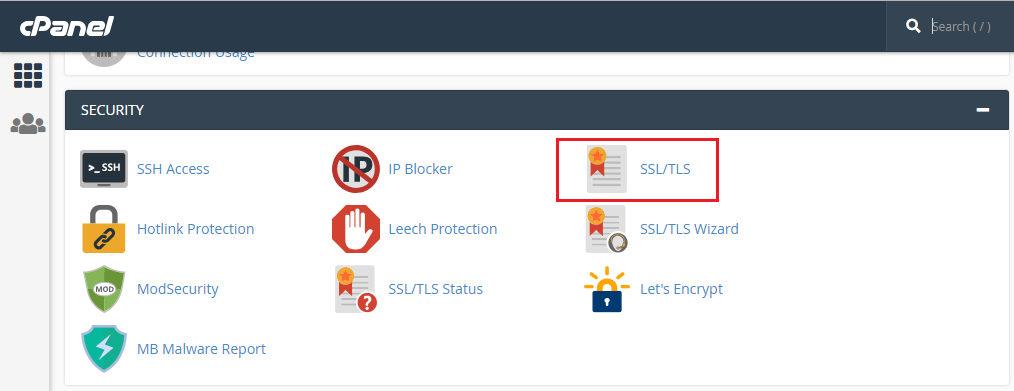 cPanel
Search ( / )
Connection Usage
SECURITY
>_ SSH
SSH Access
IP
IP Blocker
SSL/TLS
Hotlink Protection
Leech Protection
SSL/TLS Wizard
MOD
ModSecurity
?
SSL/TLS Status
Let's Encrypt
MB Malware Report